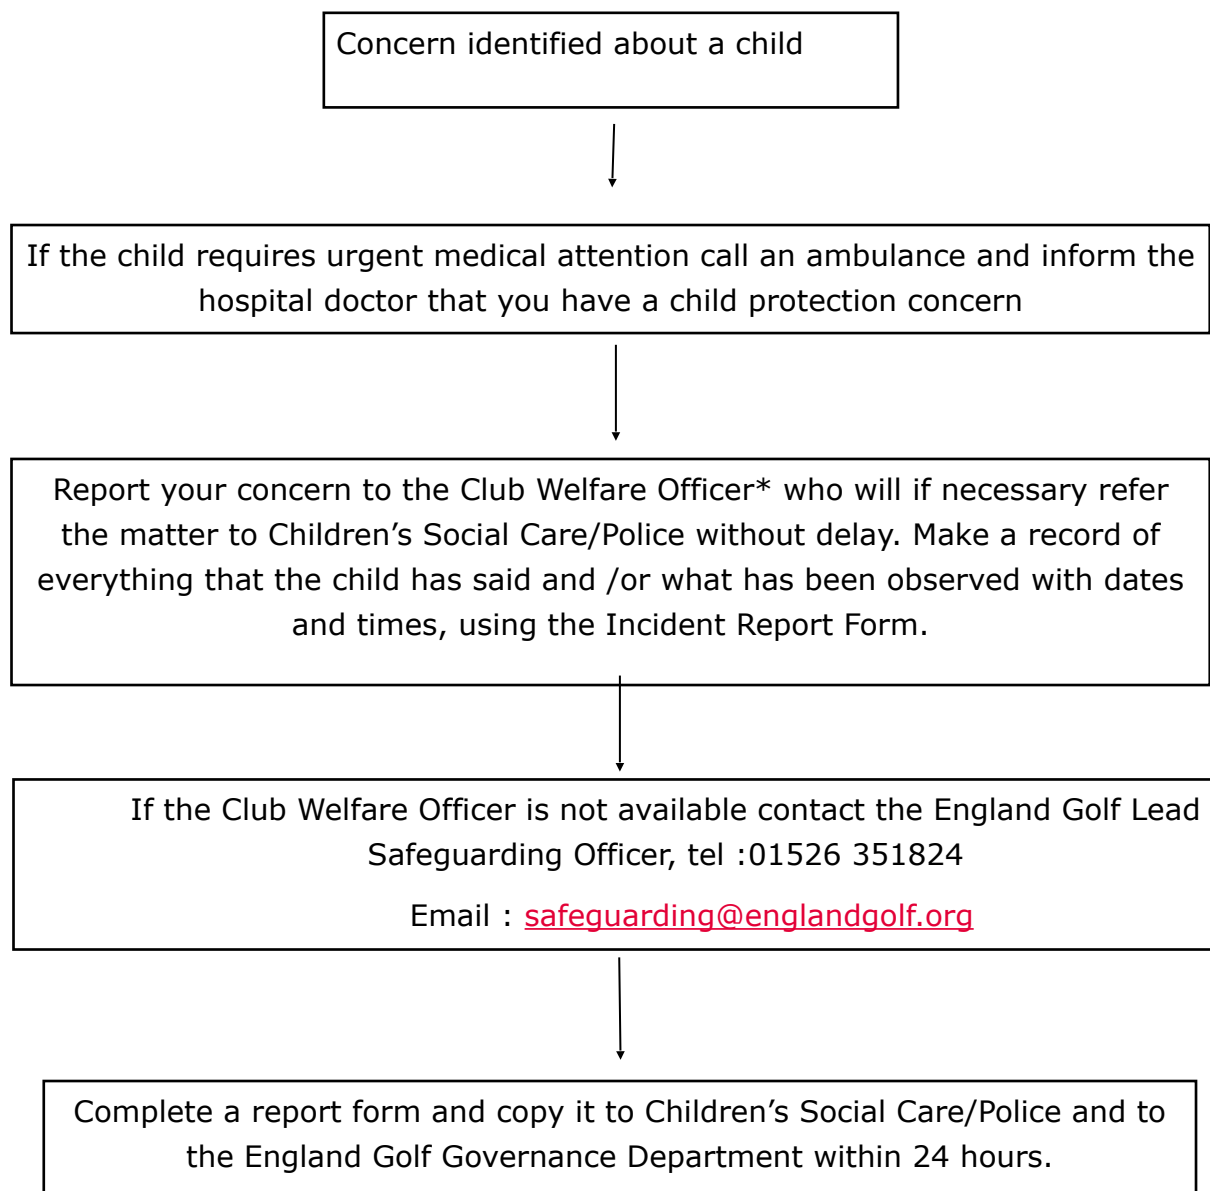 Concern identified about a child
If the child requires urgent medical attention call an ambulance and inform the
hospital doctor that you have a child protection concern
Report your concern to the Club Welfare Officer* who will if necessary refer
the matter to Children’s Social Care/Police without delay. Make a record of
everything that the child has said and /or what has been observed with dates
and times, using the Incident Report Form.
If the Club Welfare Officer is not available contact the England Golf Lead
Safeguarding Officer, tel :01526 351824
Email : safeguarding@englandgolf.org
Complete a report form and copy it to Children’s Social Care/Police and to
the England Golf Governance Department within 24 hours.